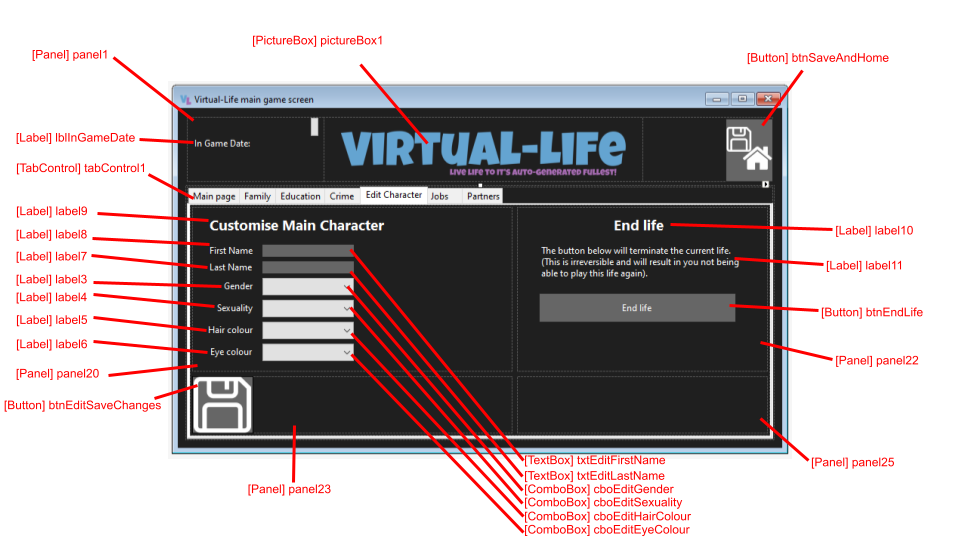 [PictureBox] pictureBox1
[Panel] panel1
[Button] btnSaveAndHome
VL Virtual-Life main game screen
[Label] lblInGameDate
In Game Date:
VIRTUAL-LIFE
LIVE LIFE TO IT'S AUTO-GENERATED FULLEST!
[TabControl] tabControl1
Main page Family Education Crime Edit Character Jobs Partners
[Label] label9
Customise Main Character
End life
[Label] label10
[Label] label8
First Name
The button below will terminate the current life.
[Label] label7
Last Name
(This is irreversible and will result in you not being
[Label] label11
able to play this life again).
[Label] label3
Gender
[Label] label4
Sexuality
End life
[Button] btnEndLife
[Label] label5
Hair colour
[Label] label6
Eye colour
[Panel] panel22
[Panel] panel20
[Button] btnEditSaveChanges
[TextBox] txtEditFirstName
[Panel] panel25
[TextBox] txtEditLastName
[Panel] panel23
[ComboBox] cboEditGender
[ComboBox] cboEditSexuality
[ComboBox] cboEditHairColour
[ComboBox] cboEditEyeColour